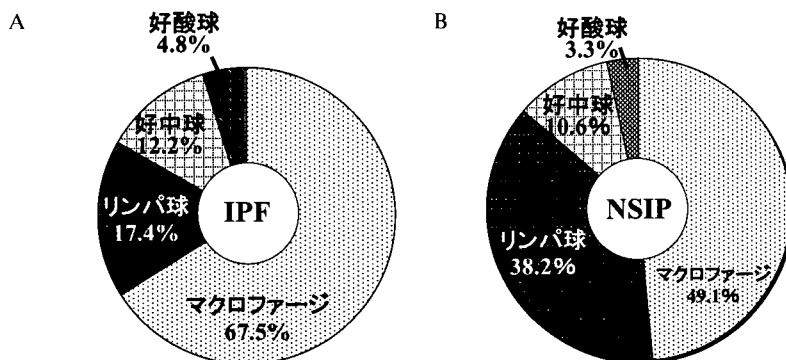 A
好酸球
4.8%
好中球
12.2%
リンパ球
17.4%
IPF
マクロファージ
67.5%
B
好酸球
3.3%
好中球
10.6%
リンパ球
38.2%
NSIP
マクロファージ
49.1%